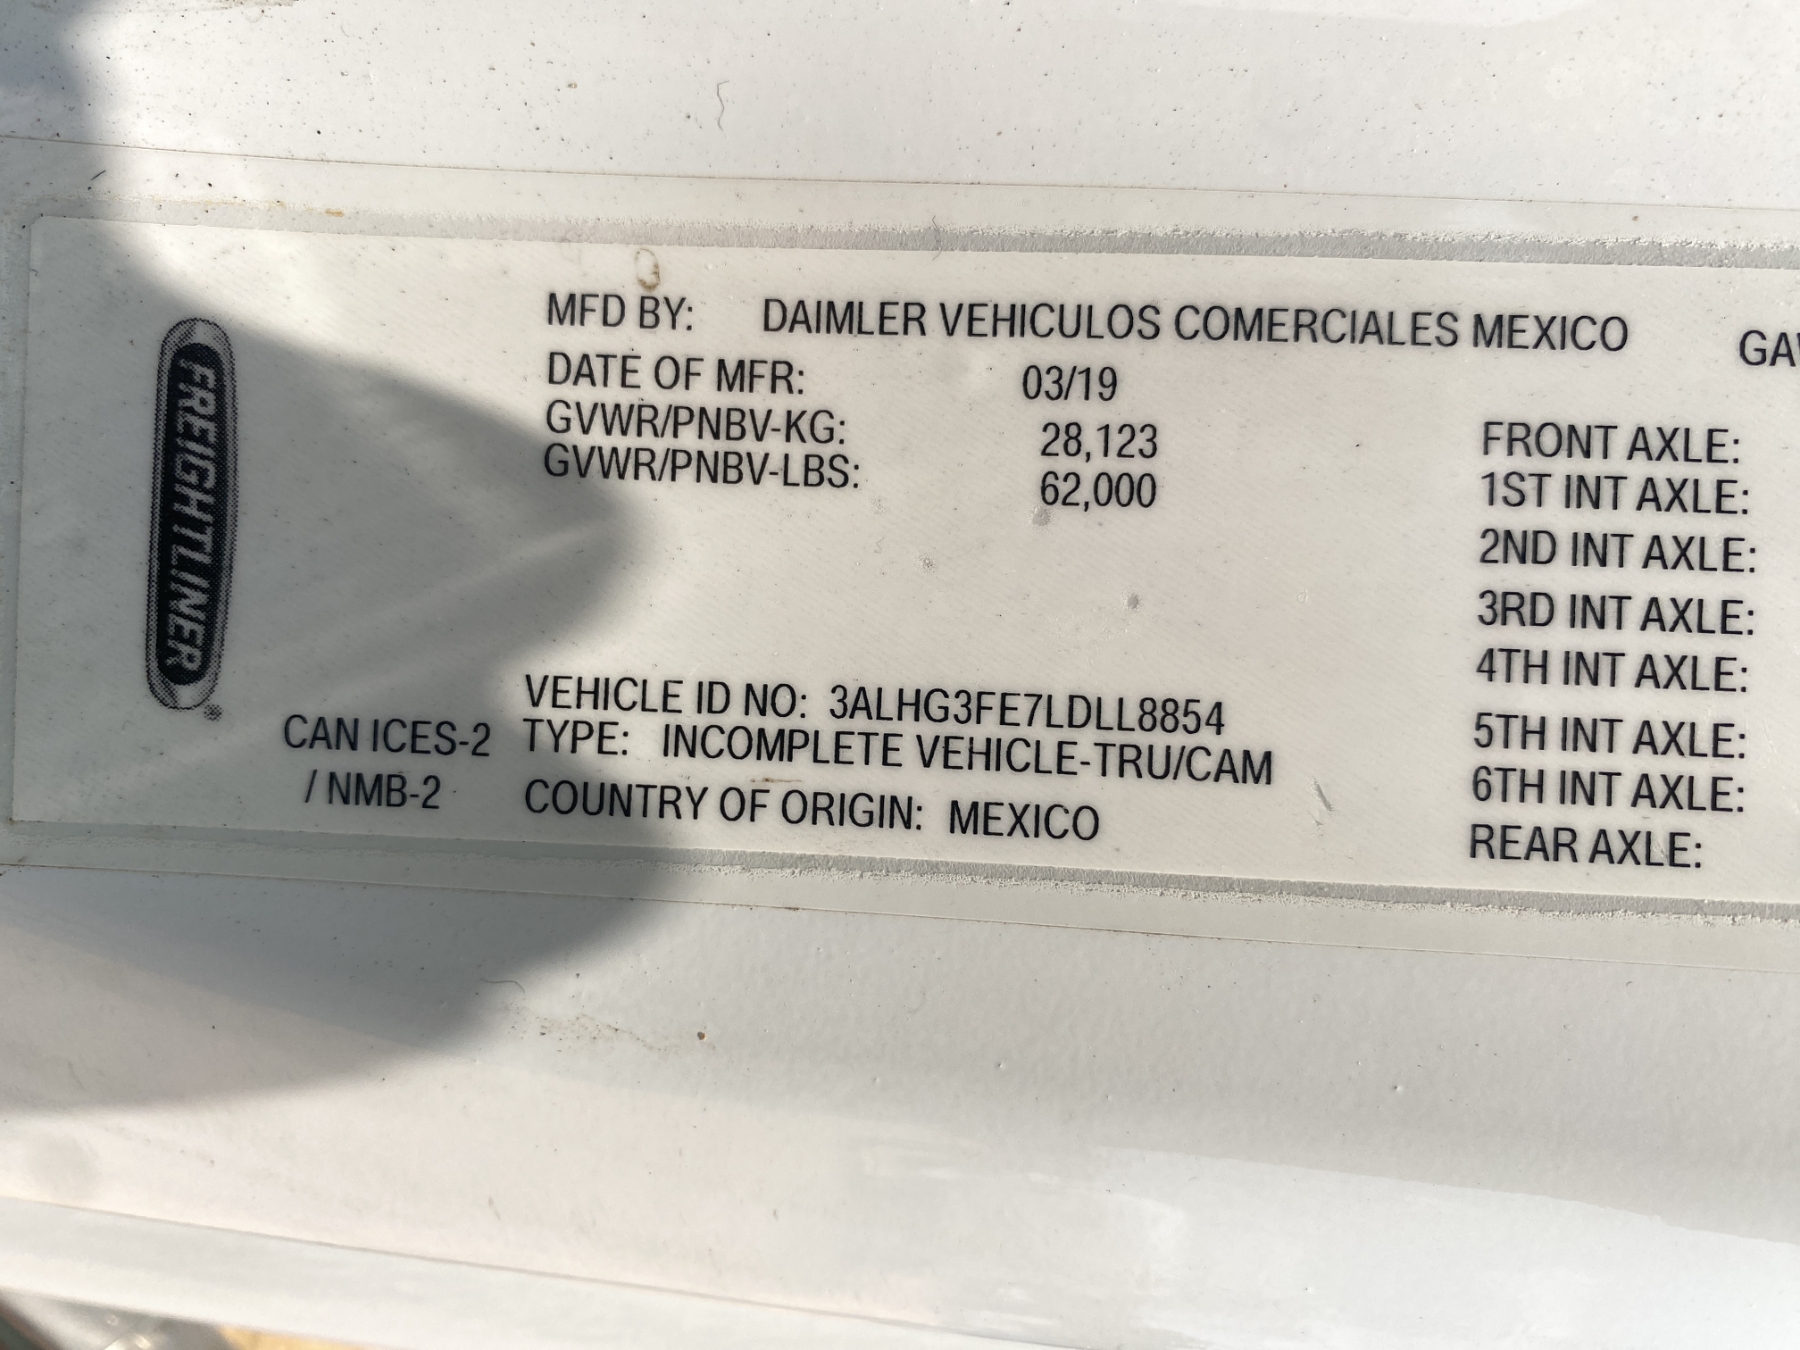 FREIGHTLINER®
MFD BY: DAIMLER VEHICULOS COMERCIALES MEXICO
DATE OF MFR: 03/19
GVWR/PNBV-KG: 28,123
GVWR/PNBV-LBS: 62,000
VEHICLE ID NO: 3ALHG3FE7LDLL8854
CAN ICES-2 TYPE: INCOMPLETE VEHICLE-TRU/CAM
/ NMB-2 COUNTRY OF ORIGIN: MEXICO
FRONT AXLE:
1ST INT AXLE:
2ND INT AXLE:
3RD INT AXLE:
4TH INT AXLE:
5TH INT AXLE:
6TH INT AXLE:
REAR AXLE: